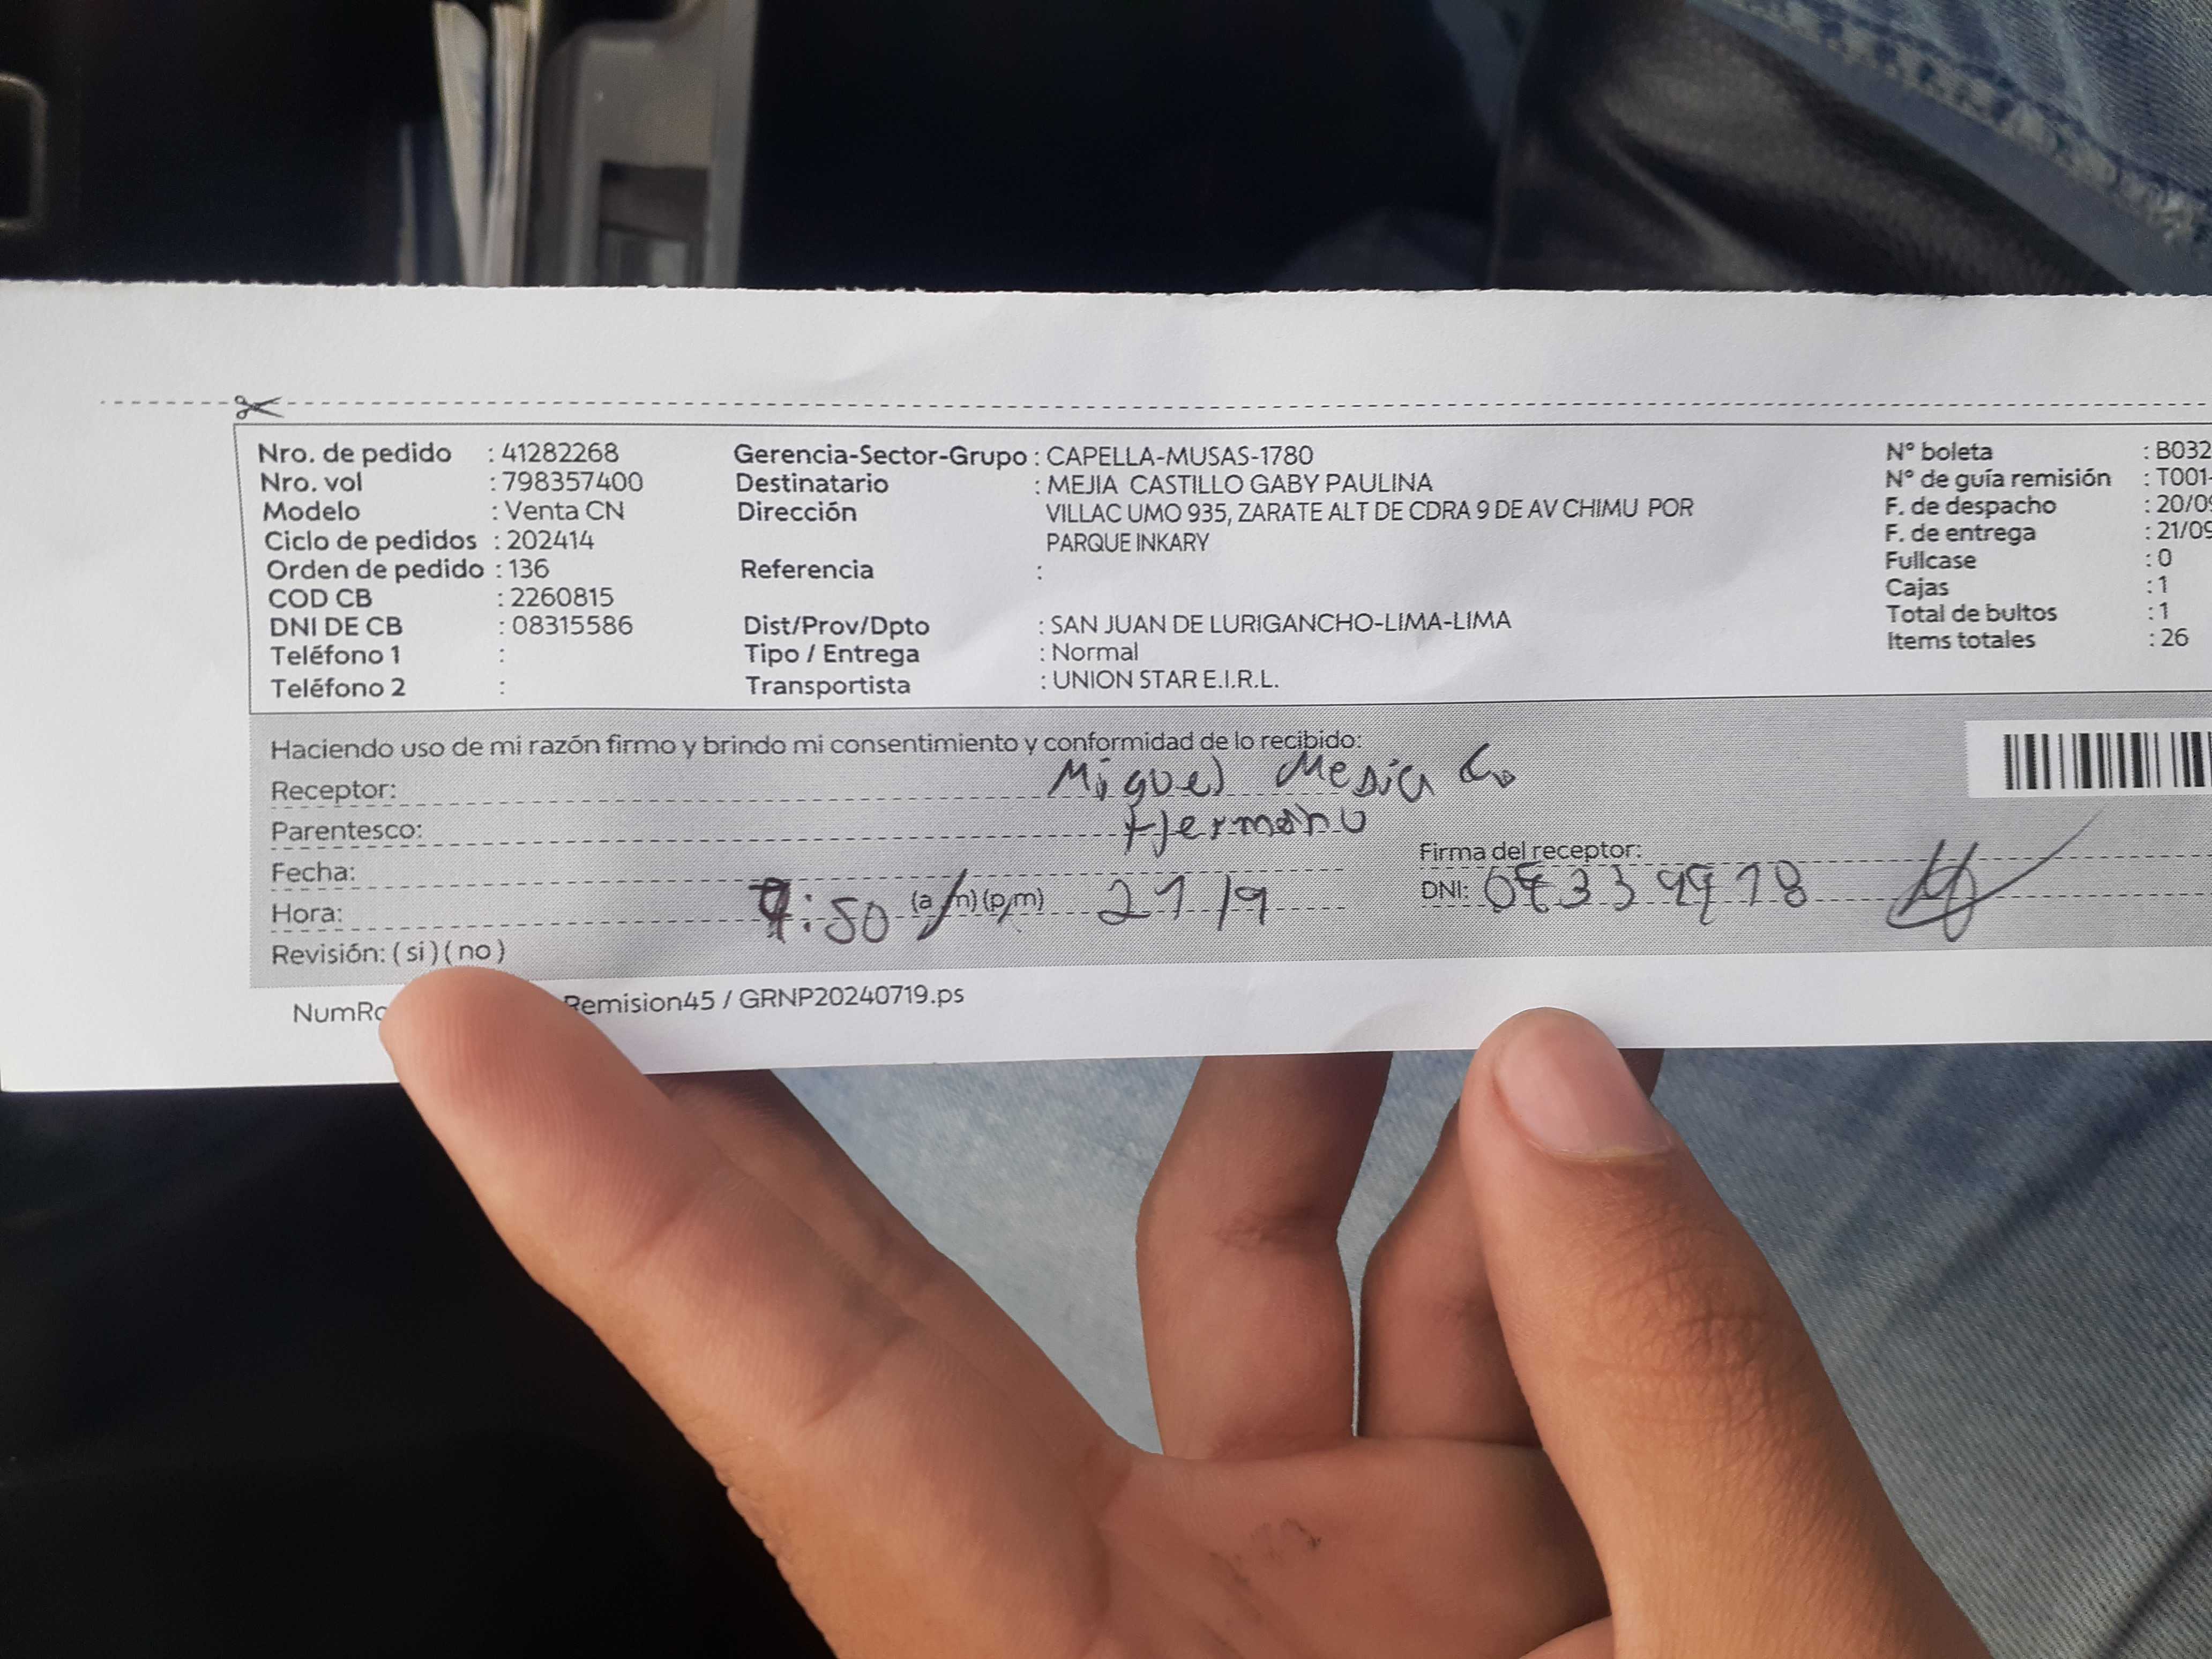 Nro. de pedido : 41282268
Nro. vol : 798357400
Modelo : Venta CN
Ciclo de pedidos : 202414
Orden de pedido : 136
COD CB : 2260815
DNI DE CB : 08315586
Teléfono 1 :
Teléfono 2 :
Gerencia-Sector-Grupo : CAPELLA-MUSAS-1780
Destinatario : MEJIA CASTILLO GABY PAULINA
Dirección VILLAC UMO 935, ZARATE ALT DE CDRA 9 DE AV CHIMU POR
PARQUE INKARY
Referencia :
Dist/Prov/Dpto : SAN JUAN DE LURIGANCHO-LIMA-LIMA
Tipo / Entrega : Normal
Transportista : UNION STAR E.I.R.L.
N° boleta : B032
N° de guía remisión : T001-
F. de despacho : 20/09
F. de entrega : 21/09
Fullcase : 0
Cajas : 1
Total de bultos : 1
Items totales : 26
Haciendo uso de mi razón firmo y brindo mi consentimiento y conformidad de lo recibido:
Receptor: Miguel Mesia
Parentesco: Hermano
Fecha:
Hora: :50 (a/m) (p/m) 21/9
Firma del receptor:
DNI:
Revisión: (si) (no)
NumRo Remision45 / GRNP20240719.ps